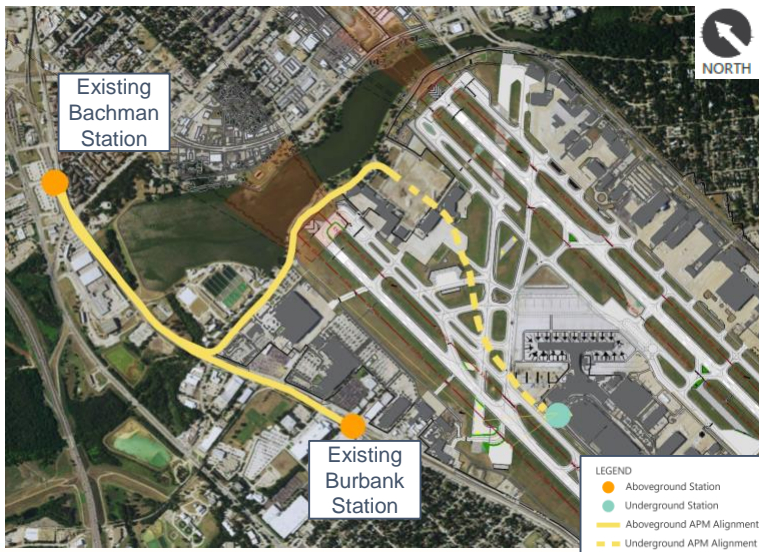 NORTH
Existing
Bachman
Station
Existing
Burbank
Station
LEGEND
Aboveground Station
Underground Station
Aboveground APM Alignment
Underground APM Alignment